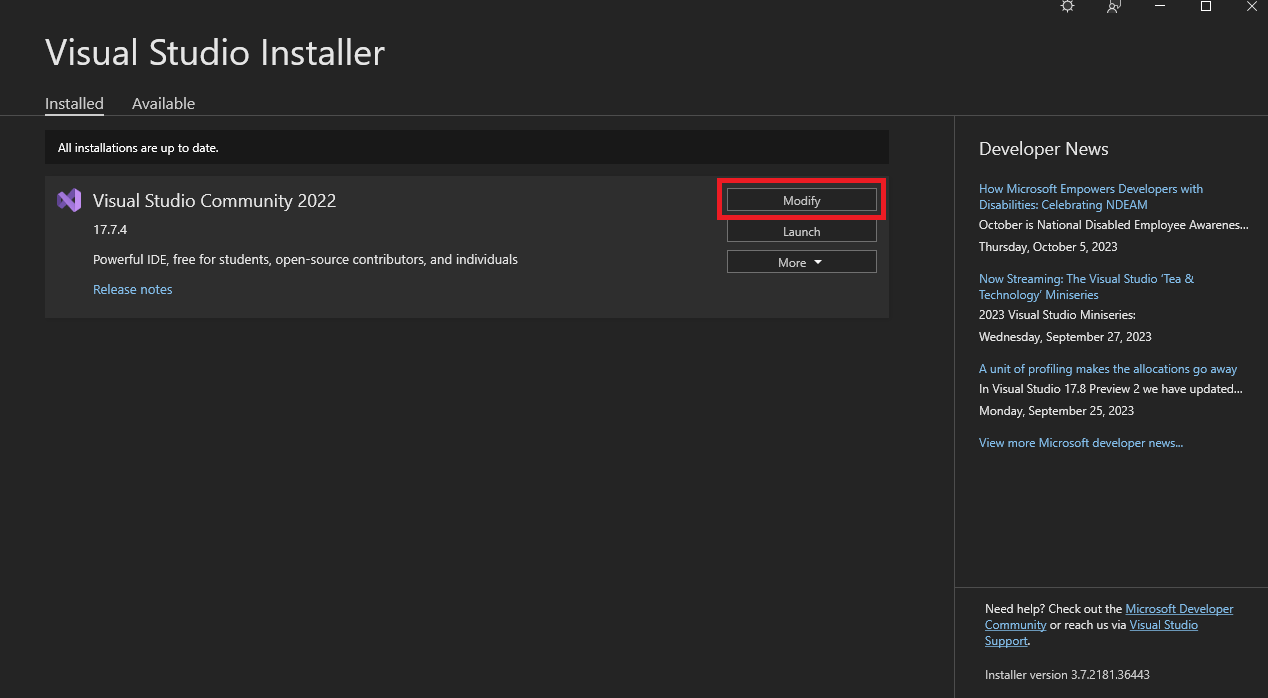 Visual Studio Installer
Installed
Available
All installations are up to date.
Visual Studio Community 2022
17.7.4
Powerful IDE, free for students, open-source contributors, and individuals
Release notes
Modify
Launch
More
Developer News
How Microsoft Empowers Developers with
Disabilities: Celebrating NDEAM
October is National Disabled Employee Awarenes...
Thursday, October 5, 2023
Now Streaming: The Visual Studio ‘Tea &
Technology’ Miniseries
2023 Visual Studio Miniseries:
Wednesday, September 27, 2023
A unit of profiling makes the allocations go away
In Visual Studio 17.8 Preview 2 we have updated...
Monday, September 25, 2023
View more Microsoft developer news...
Need help? Check out the Microsoft Developer
Community or reach us via Visual Studio
Support.
Installer version 3.7.2181.36443